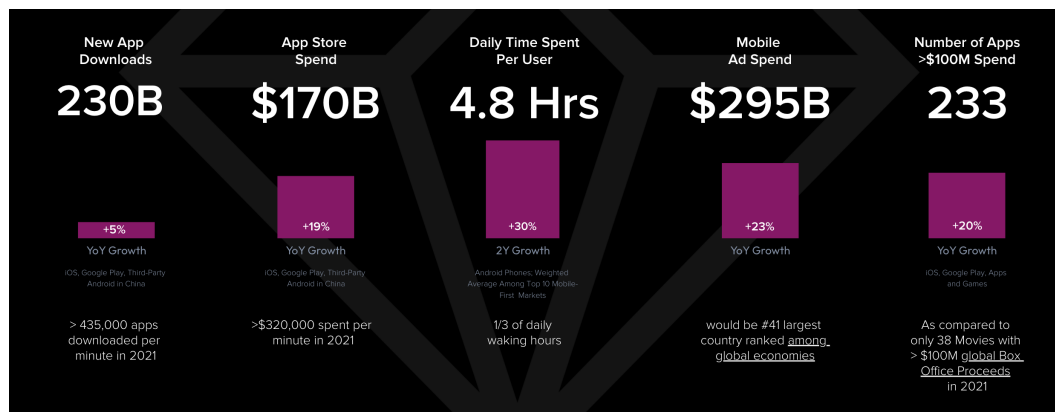 New App
Downloads
230B
+5%
YoY Growth
iOS, Google Play, Third-Party
Android in China
> 435,000 apps
downloaded per
minute in 2021
App Store
Spend
$170B
+19%
YoY Growth
iOS, Google Play, Third-Party
Android in China
>$320,000 spent per
minute in 2021
Daily Time Spent
Per User
4.8 Hrs
+30%
2Y Growth
Android Phones; Weighted
Average Among Top 10 Mobile-
First Markets
1/3 of daily
waking hours
Mobile
Ad Spend
$295B
+23%
YoY Growth
would be #41 largest
country ranked among
global economies
Number of Apps
>$100M Spend
233
+20%
YoY Growth
iOS, Google Play, Apps
and Games
As compared to
only 38 Movies with
> $100M global Box
Office Proceeds
in 2021